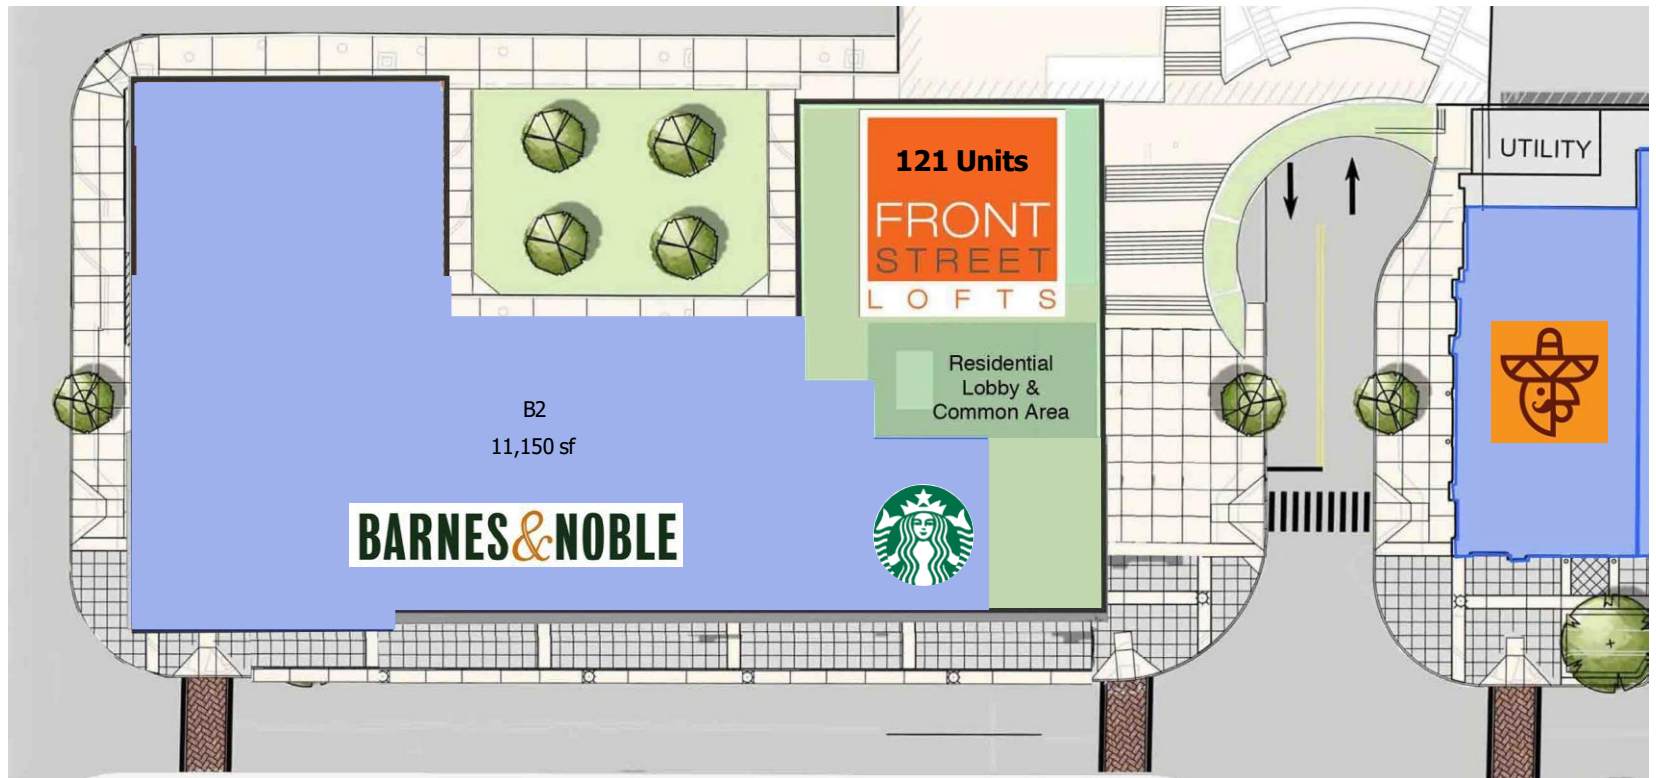 121 Units
FRONT
STREET
LOFTS
UTILITY
Residential
Lobby &
Common Area
B2
11,150 sf
BARNES&NOBLE